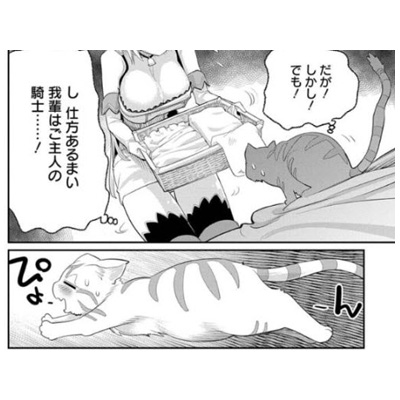 だが!
しかし!
でも!
し 仕方あるまい
我輩はご主人の
騎士……!
ぴょ
ーん